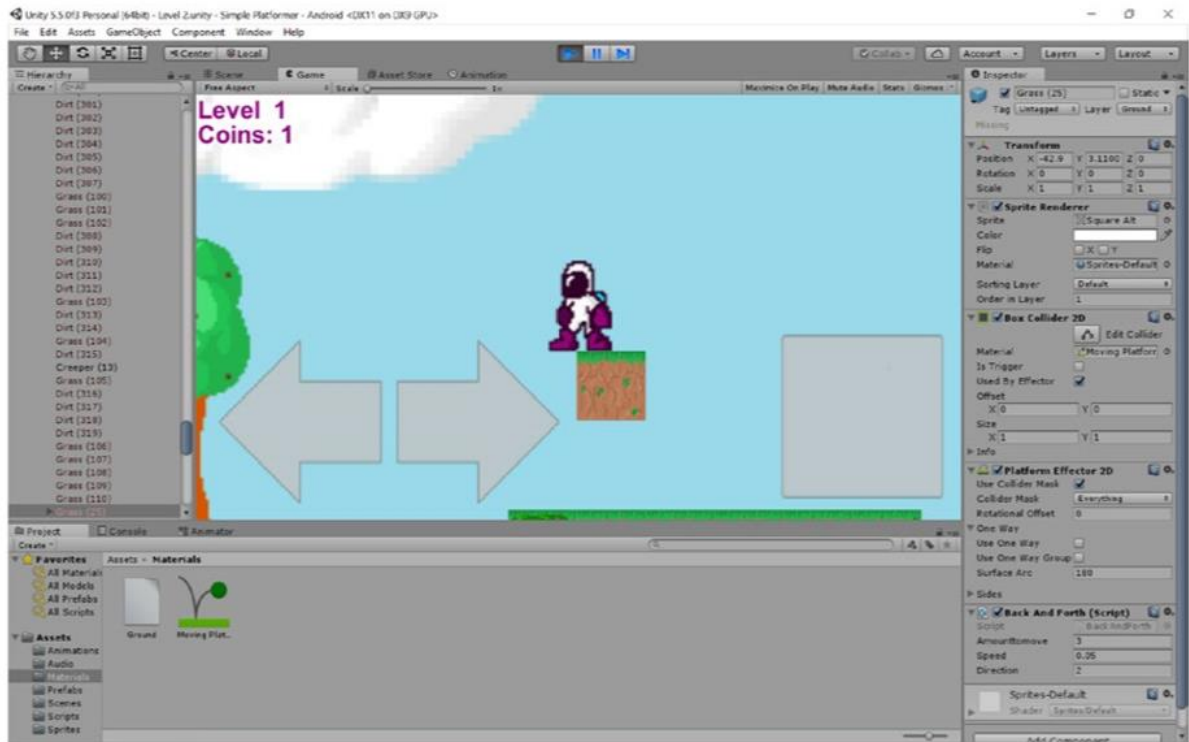 Unity 5.5.0f3 Personal (64bit) - Level 2.unity - Simple Platformer - Android <DX11 on DX9 GPU>
File Edit Assets GameObject Component Window Help
Center Local
Collab Account Layers Layout
Hierarchy
Create All
Scene Game Asset Store Animation
Free Aspect Scale 1x Maximize On Play Mute Audio Stats Gizmos
Level 1
Coins: 1
Dirt (301)
Dirt (302)
Dirt (303)
Dirt (304)
Dirt (305)
Dirt (306)
Dirt (307)
Grass (100)
Grass (101)
Grass (102)
Dirt (308)
Dirt (309)
Dirt (310)
Dirt (311)
Dirt (312)
Grass (103)
Dirt (313)
Dirt (314)
Grass (104)
Dirt (315)
Creeper (13)
Grass (105)
Dirt (316)
Dirt (317)
Dirt (318)
Dirt (319)
Grass (106)
Grass (107)
Grass (108)
Grass (109)
Grass (110)
Grass (25)
Project Console Animator
Create
Favorites
All Materials
All Models
All Prefabs
All Scripts
Assets
Animations
Audio
Materials
Prefabs
Scenes
Scripts
Sprites
Assets Materials
Ground Moving Plat...
Inspector
Grass (25) Static
Tag Untagged Layer Ground
Missing
Transform
Position X -42.9 Y 3.1100 Z 0
Rotation X 0 Y 0 Z 0
Scale X 1 Y 1 Z 1
Sprite Renderer
Sprite Square Alt
Color
Flip X Y
Material Sprites-Default
Sorting Layer Default
Order in Layer 1
Box Collider 2D
Edit Collider
Material Moving Platform
Is Trigger
Used By Effector
Offset
X 0 Y 0
Size
X 1 Y 1
Info
Platform Effector 2D
Use Collider Mask
Collider Mask Everything
Rotational Offset 0
One Way
Use One Way
Use One Way Group
Surface Arc 180
Sides
Back And Forth (Script)
Script BackAndForth
Amounttomove 3
Speed 0.05
Direction 2
Sprites-Default
Shader Sprites/Default
Add Component